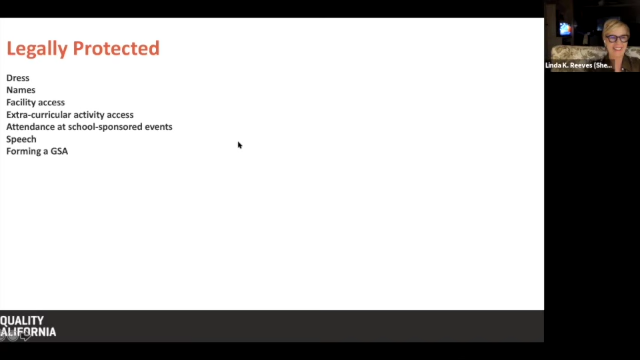 Legally Protected
Dress
Names
Facility access
Extra-curricular activity access
Attendance at school-sponsored events
Speech
Forming a GSA
QUALITY
ALIFORNIA
Linda K. Reeves (She...